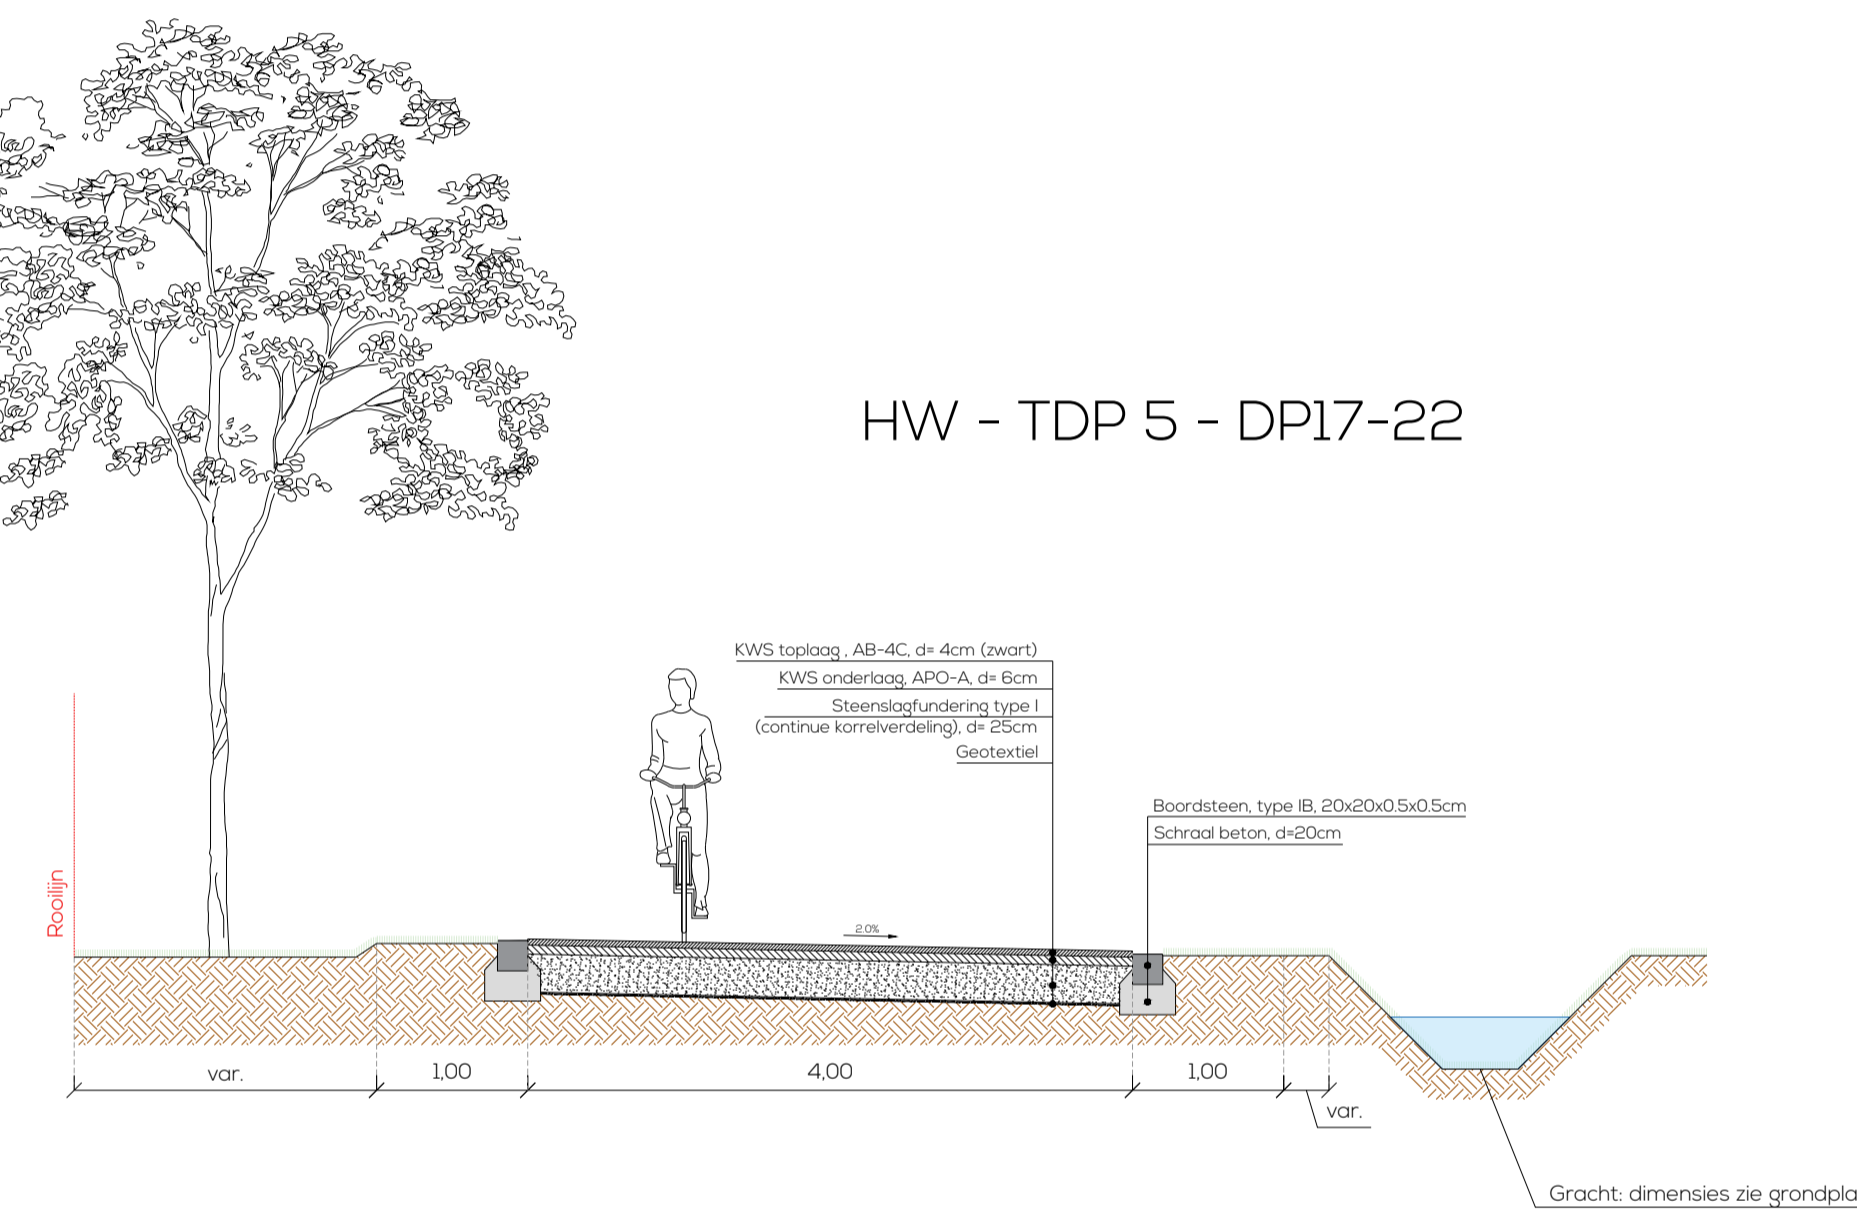 HW - TDP 5 - DP17-22
KWS toplaag , AB-4C, d= 4cm (zwart)
KWS onderlaag, APO-A, d= 6cm
Steenslagfundering type I
(continue korrelverdeling), d= 25cm
Geotextiel
Boordsteen, type IB, 20x20x0.5x0.5cm
Schraal beton, d=20cm
Rooilijn
2.0%
var.
1,00
4,00
1,00
var.
Gracht: dimensies zie grondpla